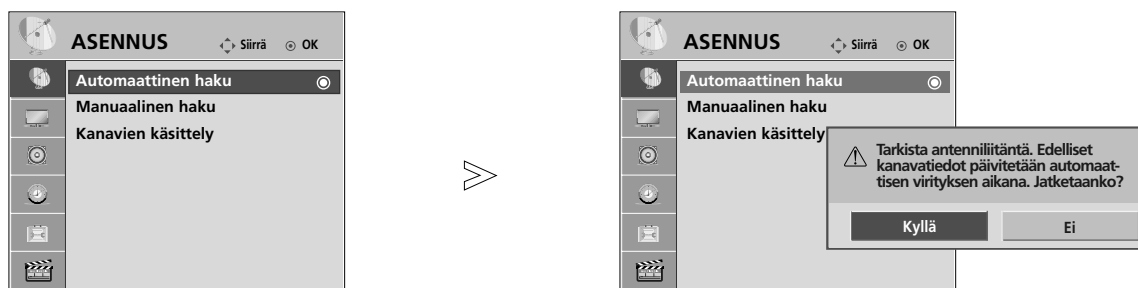 ASENNUS
Siirrä
OK
Automaattinen haku
Manuaalinen haku
Kanavien käsittely
ASENNUS
Siirrä
OK
Automaattinen haku
Manuaalinen haku
Kanavien käsittely
Tarkista antenniliitäntä. Edelliset
kanavatiedot päivitetään automaat-
tisen virityksen aikana. Jatketaanko?
Kyllä
Ei